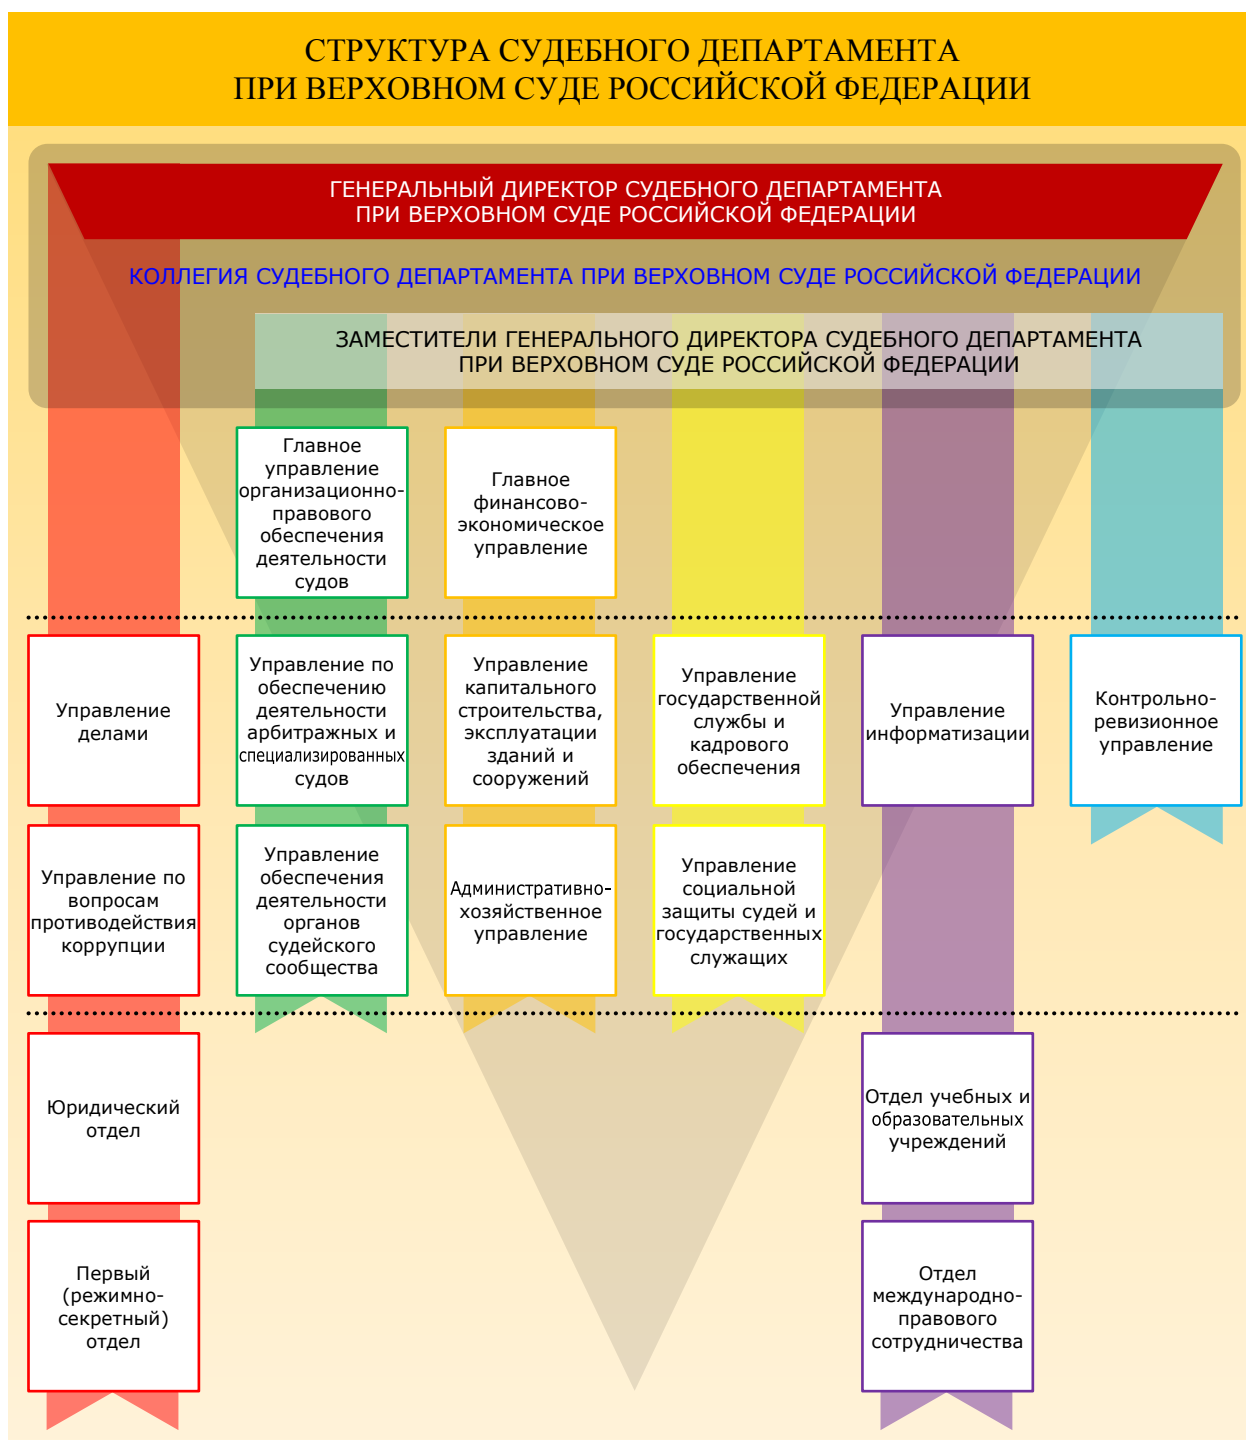 СТРУКТУРА СУДЕБНОГО ДЕПАРТАМЕНТА
ПРИ ВЕРХОВНОМ СУДЕ РОССИЙСКОЙ ФЕДЕРАЦИИ
ГЕНЕРАЛЬНЫЙ ДИРЕКТОР СУДЕБНОГО ДЕПАРТАМЕНТА
ПРИ ВЕРХОВНОМ СУДЕ РОССИЙСКОЙ ФЕДЕРАЦИИ
КОЛЛЕГИЯ СУДЕБНОГО ДЕПАРТАМЕНТА ПРИ ВЕРХОВНОМ СУДЕ РОССИЙСКОЙ ФЕДЕРАЦИИ
ЗАМЕСТИТЕЛИ ГЕНЕРАЛЬНОГО ДИРЕКТОРА СУДЕБНОГО ДЕПАРТАМЕНТА
ПРИ ВЕРХОВНОМ СУДЕ РОССИЙСКОЙ ФЕДЕРАЦИИ
Главное
управление
организационно-
правового
обеспечения
деятельности
судов
Главное
финансово-
экономическое
управление
Управление
делами
Управление по
обеспечению
деятельности
арбитражных и
специализированных
судов
Управление
капитального
строительства,
эксплуатации
зданий и
сооружений
Управление
государственной
службы и
кадрового
обеспечения
Управление
информатизации
Контрольно-
ревизионное
управление
Управление по
вопросам
противодействия
коррупции
Управление
обеспечения
деятельности
органов
судейского
сообщества
Административно-
хозяйственное
управление
Управление
социальной
защиты судей и
государственных
служащих
Юридический
отдел
Отдел учебных и
образовательных
учреждений
Первый
(режимно-
секретный)
отдел
Отдел
международно-
правового
сотрудничества